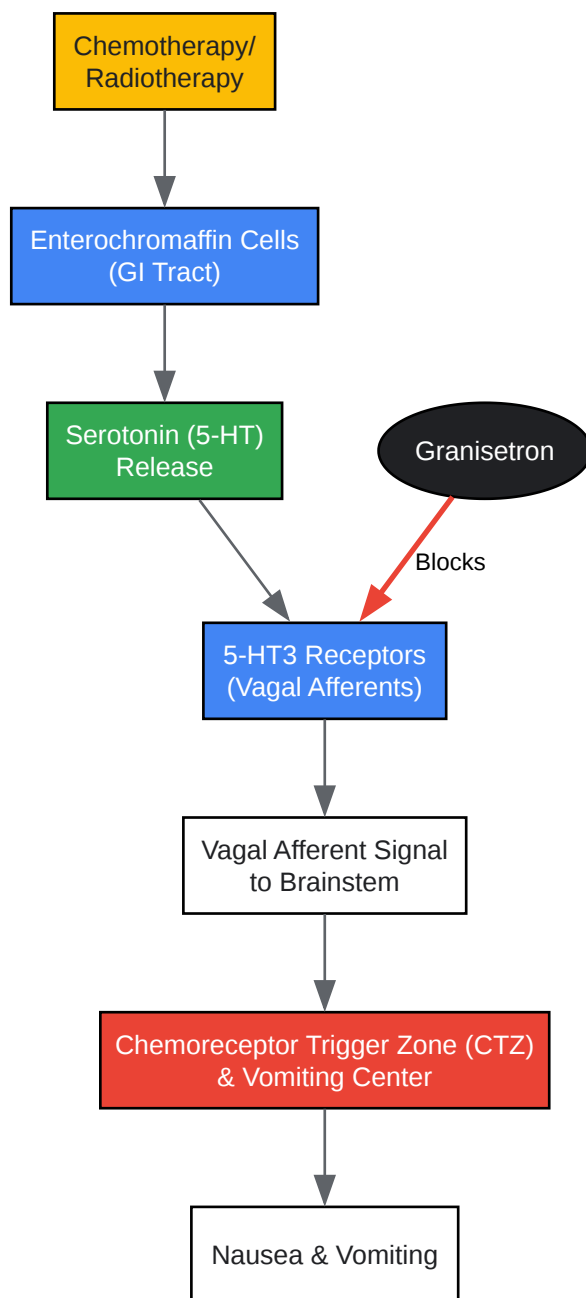 Chemotherapy/
Radiotherapy
Enterochromaffin Cells
(GI Tract)
Serotonin (5-HT)
Release
Granisetron
Blocks
5-HT3 Receptors
(Vagal Afferents)
Vagal Afferent Signal
to Brainstem
Chemoreceptor Trigger Zone (CTZ)
& Vomiting Center
Nausea & Vomiting